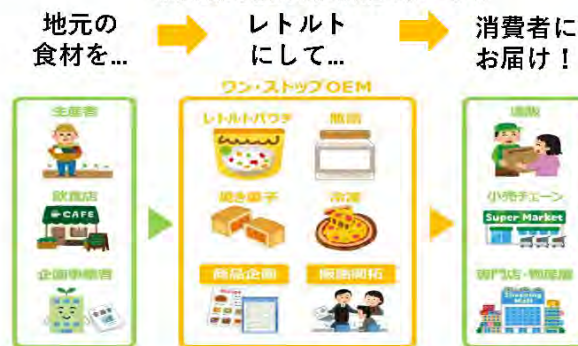 地元の
食材を...
レトルト
にして...
消費者に
お届け！
ワン・ストップOEM
生産者
飲食店
CAFE
企画事業者
レトルトパウチ
瓶詰
焼き菓子
冷凍
商品企画
販路開拓
通販
小売チェーン
Super Market
専門店・物産展
Shopping
Mall